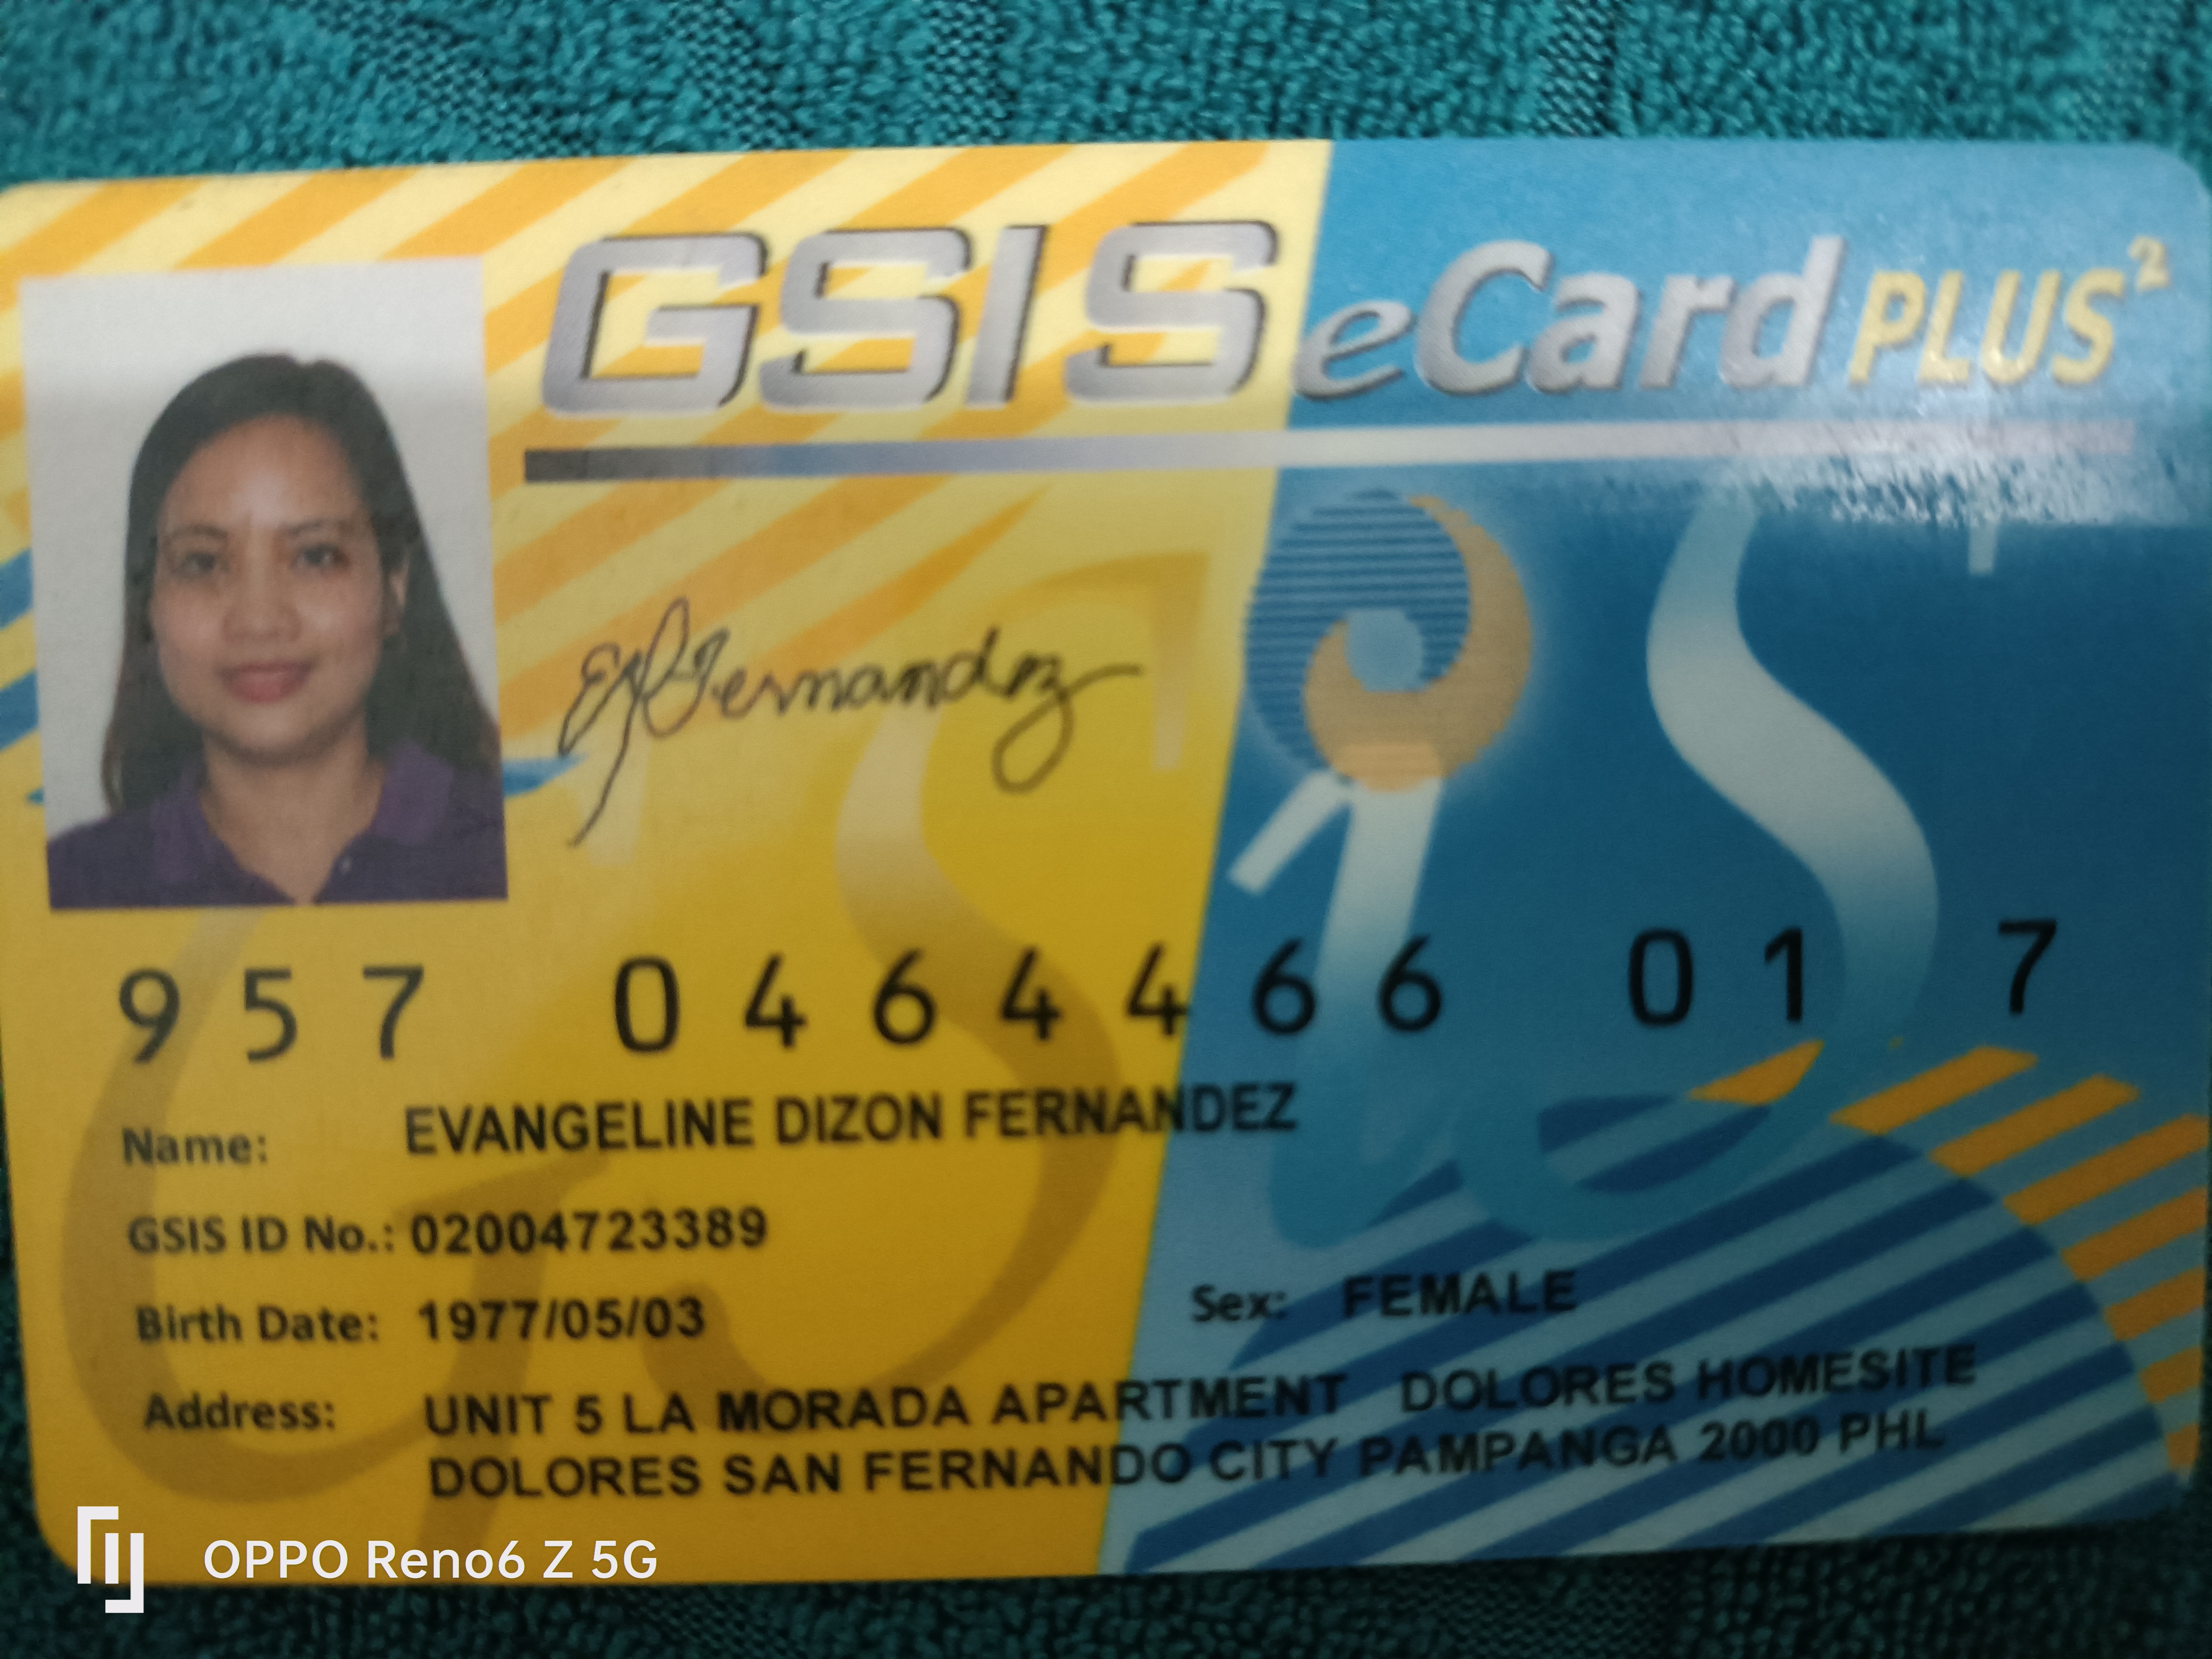 GSIS eCard PLUS²
EJFernandez
957 0464466 01 7
Name: EVANGELINE DIZON FERNANDEZ
GSIS ID No.: 02004723389
Birth Date: 1977/05/03 Sex: FEMALE
Address: UNIT 5 LA MORADA APARTMENT DOLORES HOMESITE
DOLORES SAN FERNANDO CITY PAMPANGA 2000 PHL
OPPO Reno6 Z 5G